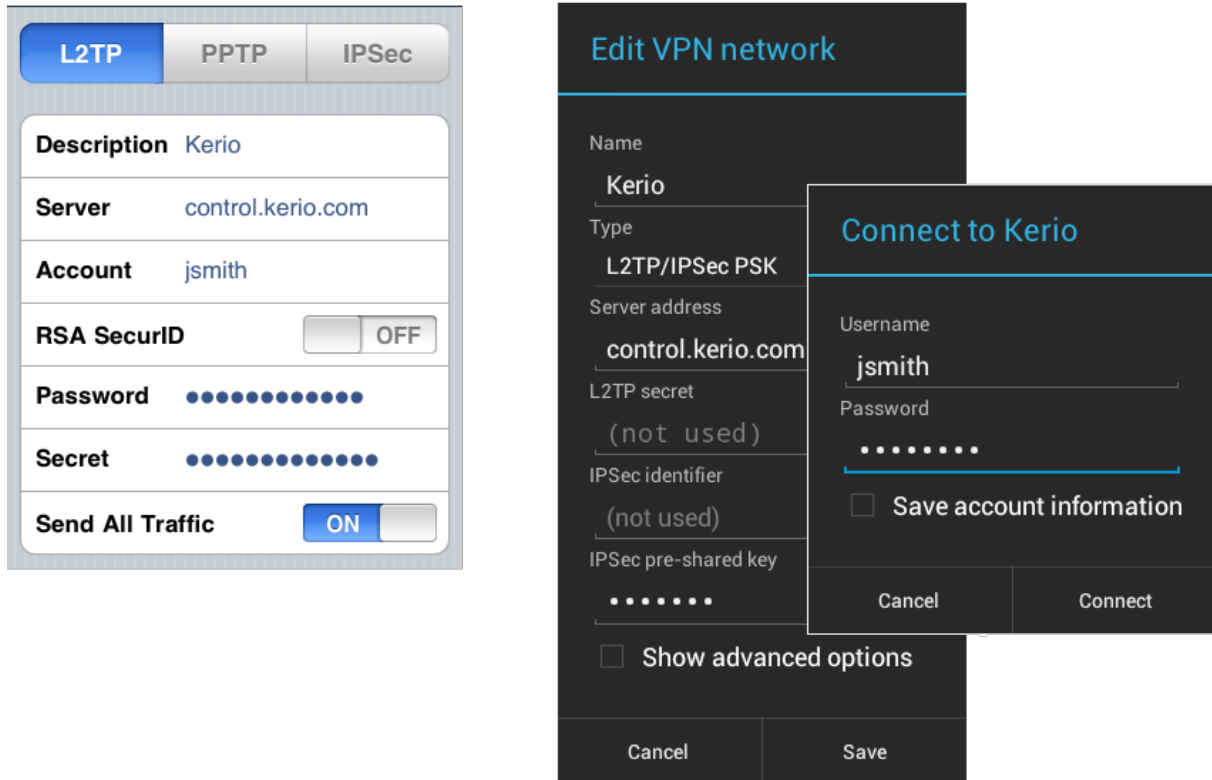 L2TP PPTP IPSec
Description Kerio
Server control.kerio.com
Account jsmith
RSA SecurID OFF
Password ••••••••••••
Secret •••••••••••••
Send All Traffic ON
Edit VPN network
Name
Kerio
Type
L2TP/IPSec PSK
Server address
control.kerio.com
L2TP secret
(not used)
IPSec identifier
(not used)
IPSec pre-shared key
•••••••
Show advanced options
Cancel Save
Connect to Kerio
Username
jsmith
Password
••••••••
Save account information
Cancel Connect